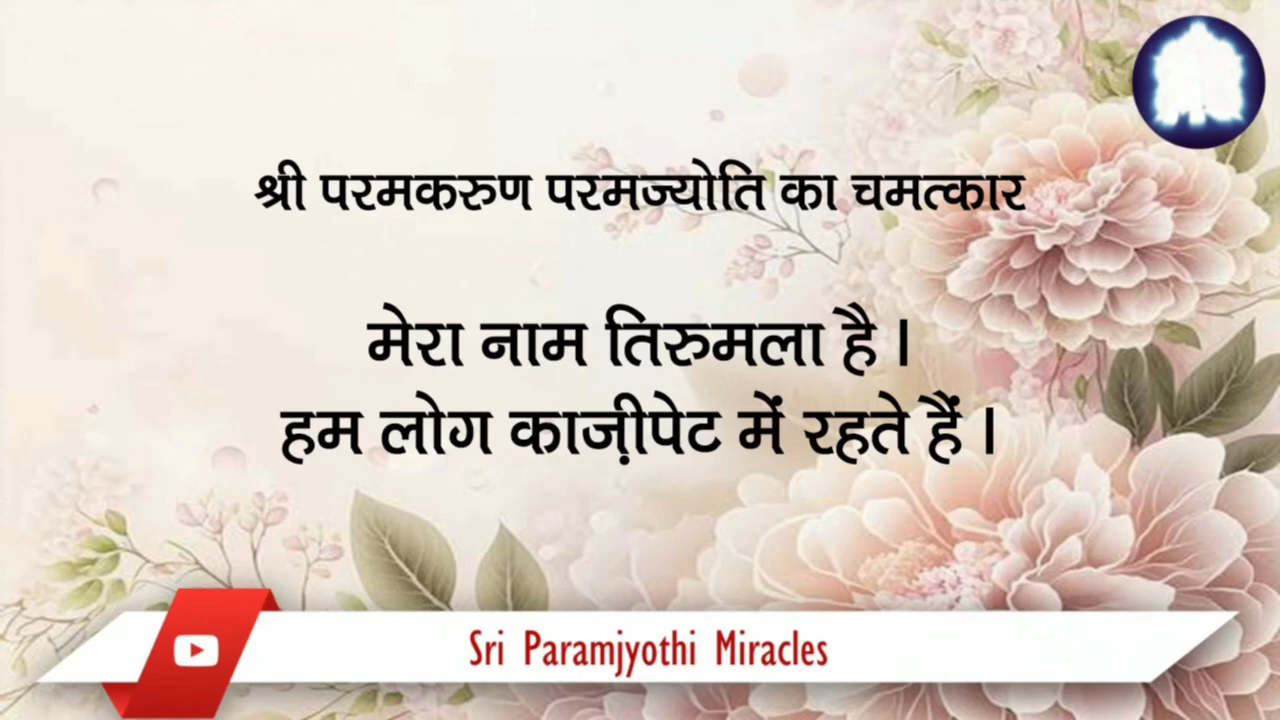 श्री परमकरुण परमज्योति का चमत्कार
मेरा नाम तिरुमला है ।
हम लोग काज़ीपेट में रहते हैं ।
Sri Paramjyothi Miracles